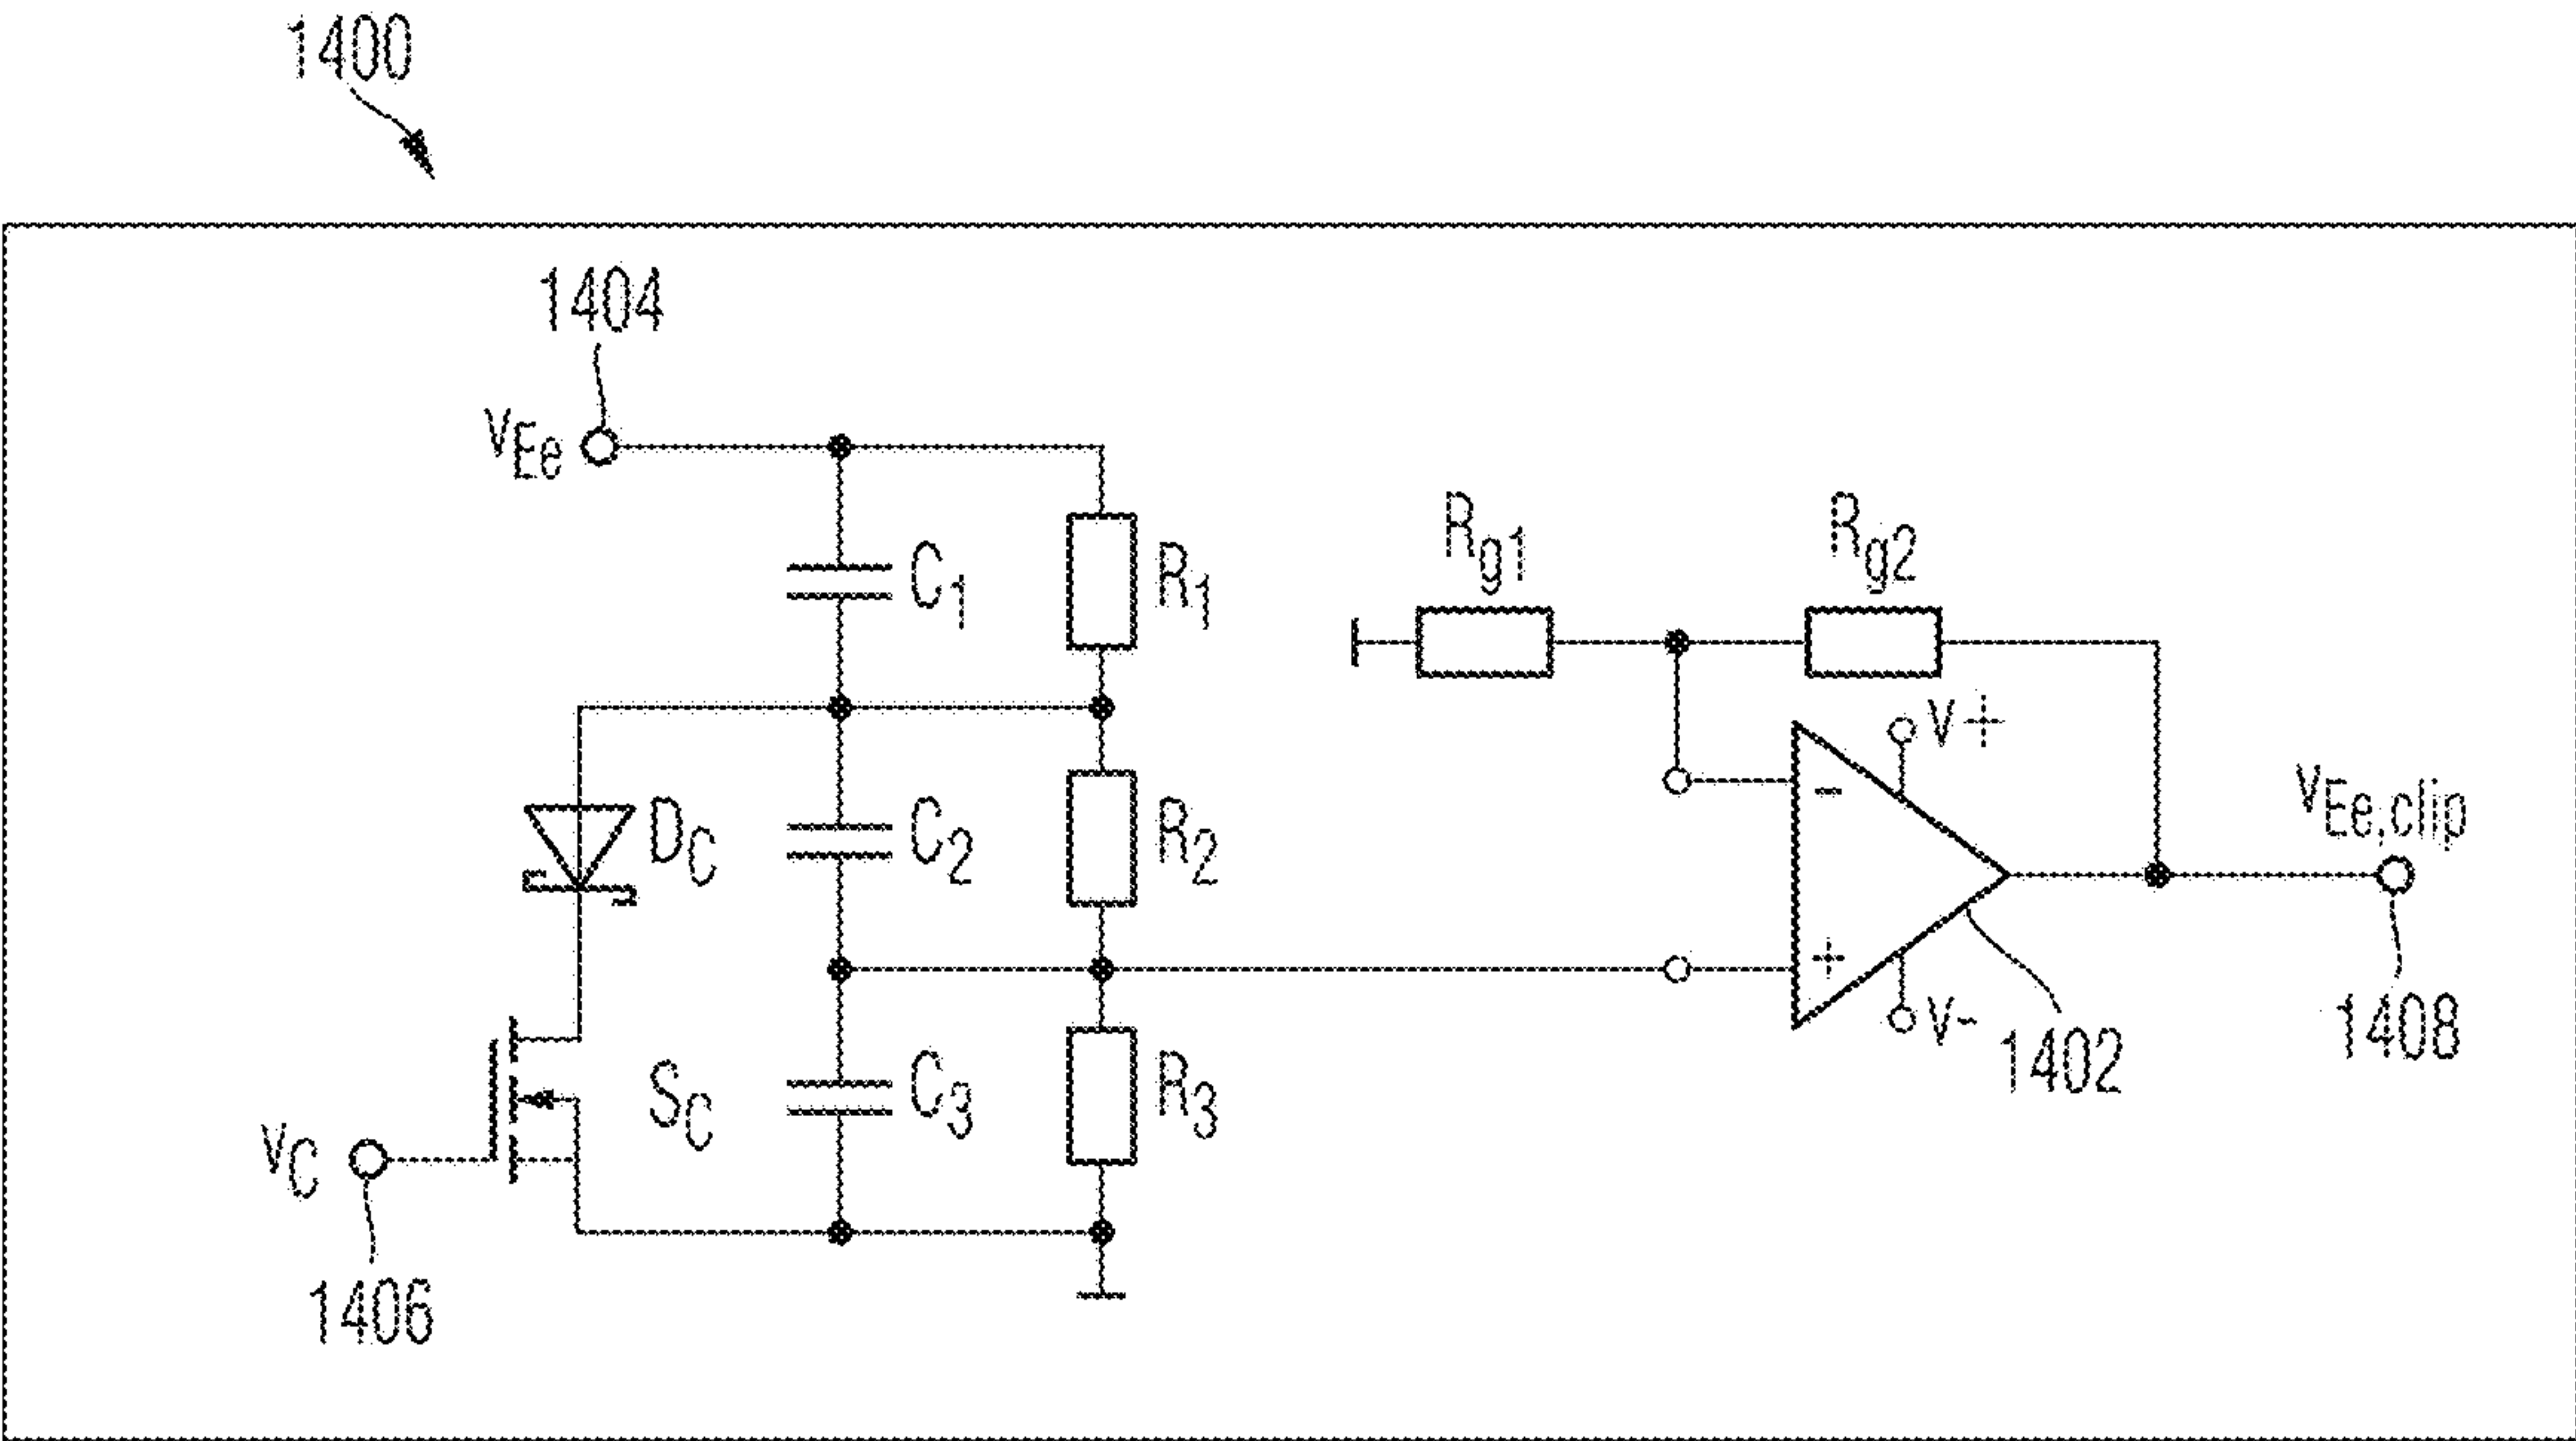 1400
1404
vEe
C1
R1
Rg1
Rg2
V+
-
vEe,clip
DC
C2
R2
+
V-
1402
1408
SC
C3
R3
vC
1406